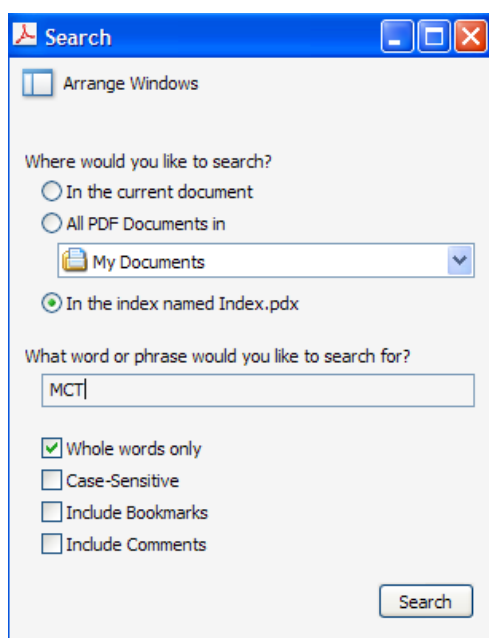 Search
Arrange Windows
Where would you like to search?
In the current document
All PDF Documents in
My Documents
In the index named Index.pdx
What word or phrase would you like to search for?
MCT
Whole words only
Case-Sensitive
Include Bookmarks
Include Comments
Search